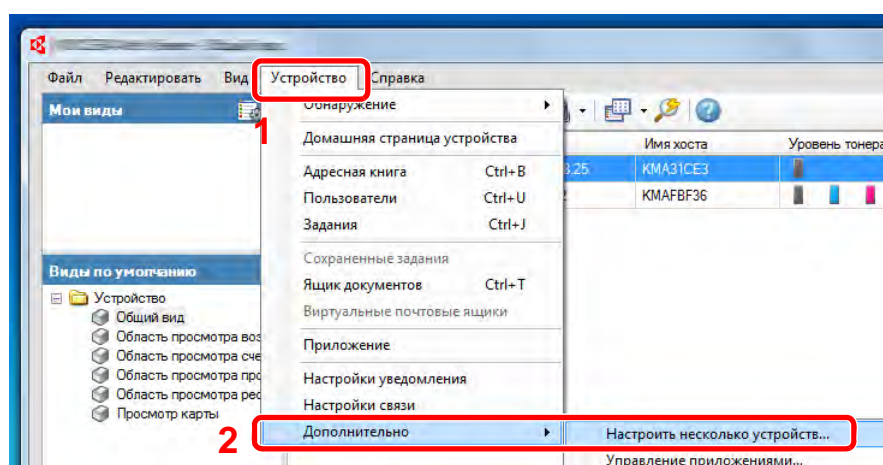 Файл Редактировать Вид Устройство Справка
Мои виды
1
Обнаружение
Домашняя страница устройства
Адресная книга Ctrl+B
Пользователи Ctrl+U
Задания Ctrl+J
Сохраненные задания
Ящик документов Ctrl+T
Виртуальные почтовые ящики
Приложение
Настройки уведомления
Настройки связи
Дополнительно
Настроить несколько устройств...
Управление приложениями...
2
Имя хоста Уровень тонера
3.25 KMA31CE3
KMAFBF36
Виды по умолчанию
Устройство
Общий вид
Область просмотра воз
Область просмотра сче
Область просмотра про
Область просмотра рес
Просмотр карты